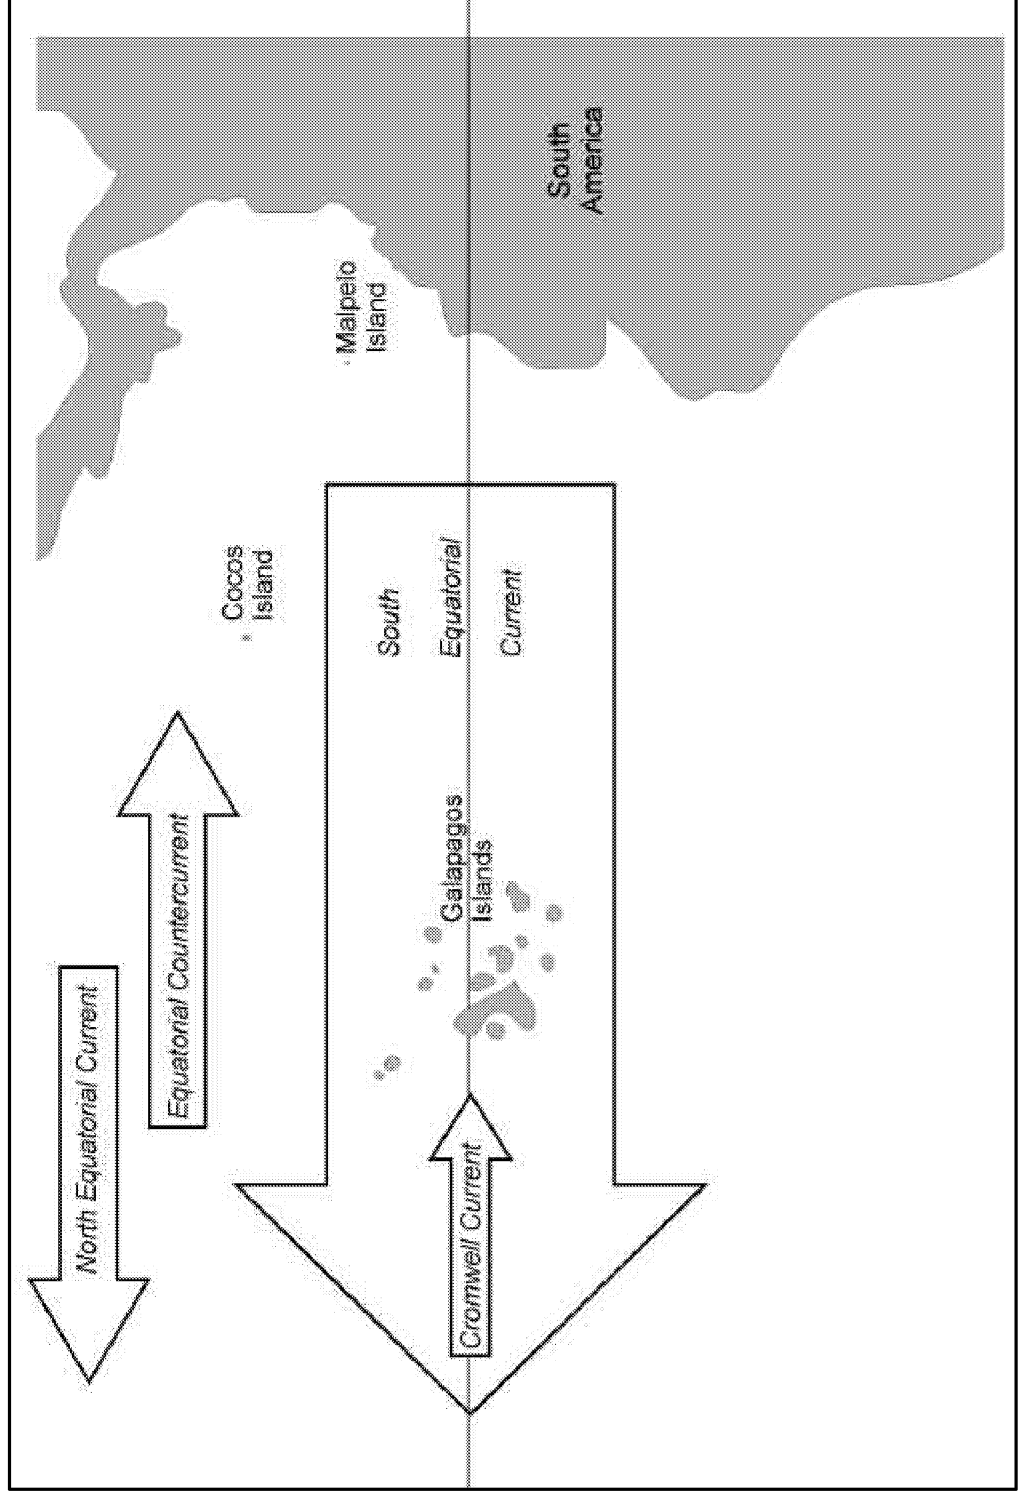 North Equatorial Current
Equatorial Countercurrent
Cocos
Island
Malpelo
Island
South
Equatorial
Current
Galapagos
Islands
Cromwell Current
South
America